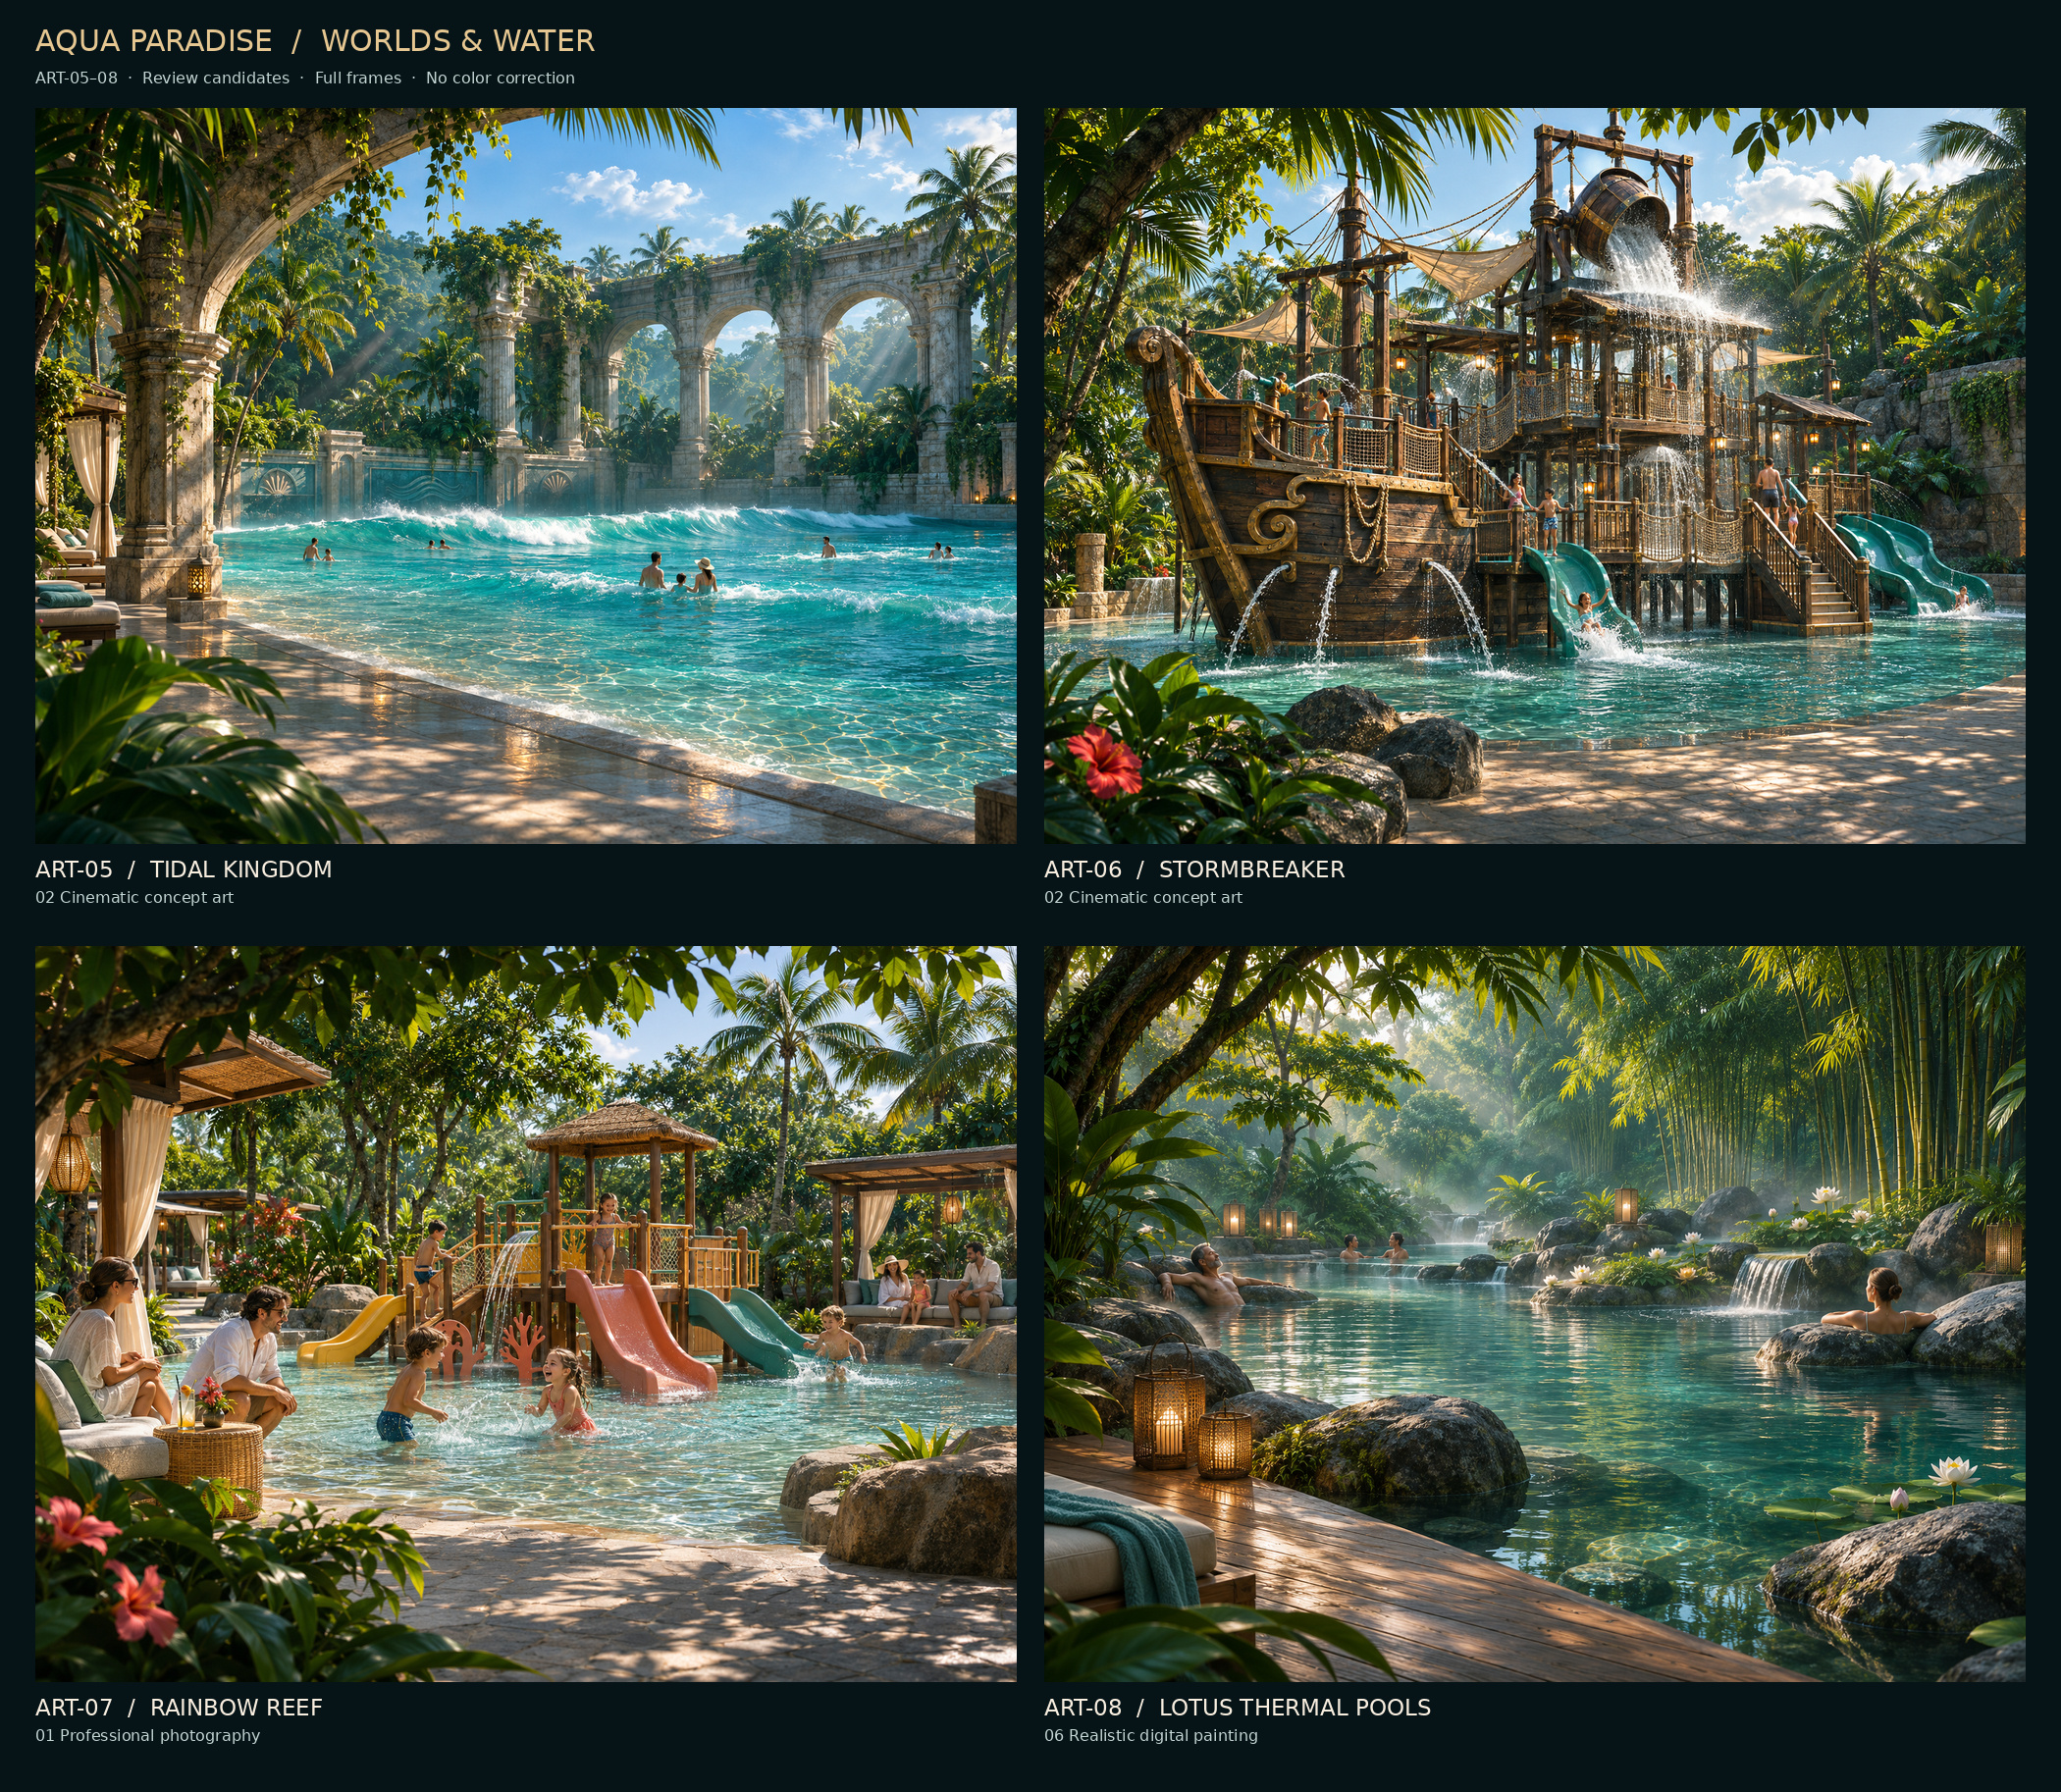 AQUA PARADISE / WORLDS & WATER
ART-05–08 · Review candidates · Full frames · No color correction
ART-05 / TIDAL KINGDOM
02 Cinematic concept art
ART-06 / STORMBREAKER
02 Cinematic concept art
ART-07 / RAINBOW REEF
01 Professional photography
ART-08 / LOTUS THERMAL POOLS
06 Realistic digital painting